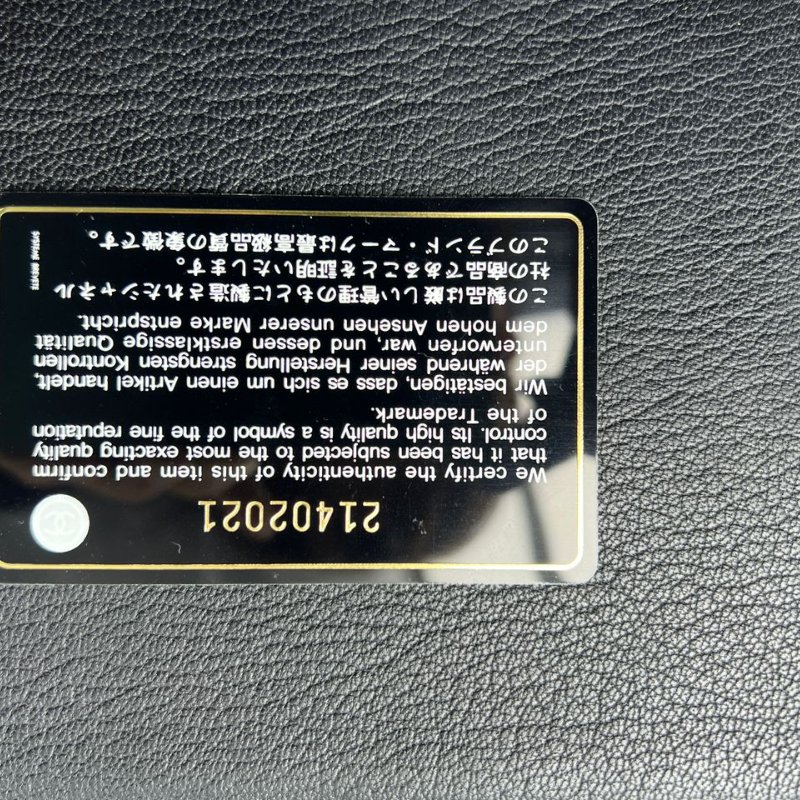 21402021
We certify the authenticity of this item and confirm
that it has been subjected to the most exacting quality
control. Its high quality is a symbol of the fine reputation
of the Trademark.
Wir bestätigen, dass es sich um einen Artikel handelt,
der während seiner Herstellung strengsten Kontrollen
unterworfen war, und dessen erstklassige Qualität
dem hohen Ansehen unserer Marke entspricht.
この製品は厳しい管理のもとに製造されたシャネル
社の商品であることを証明いたします。
このブランド・マークは最高級品質の象徴です。
SYSTEME BREVETE